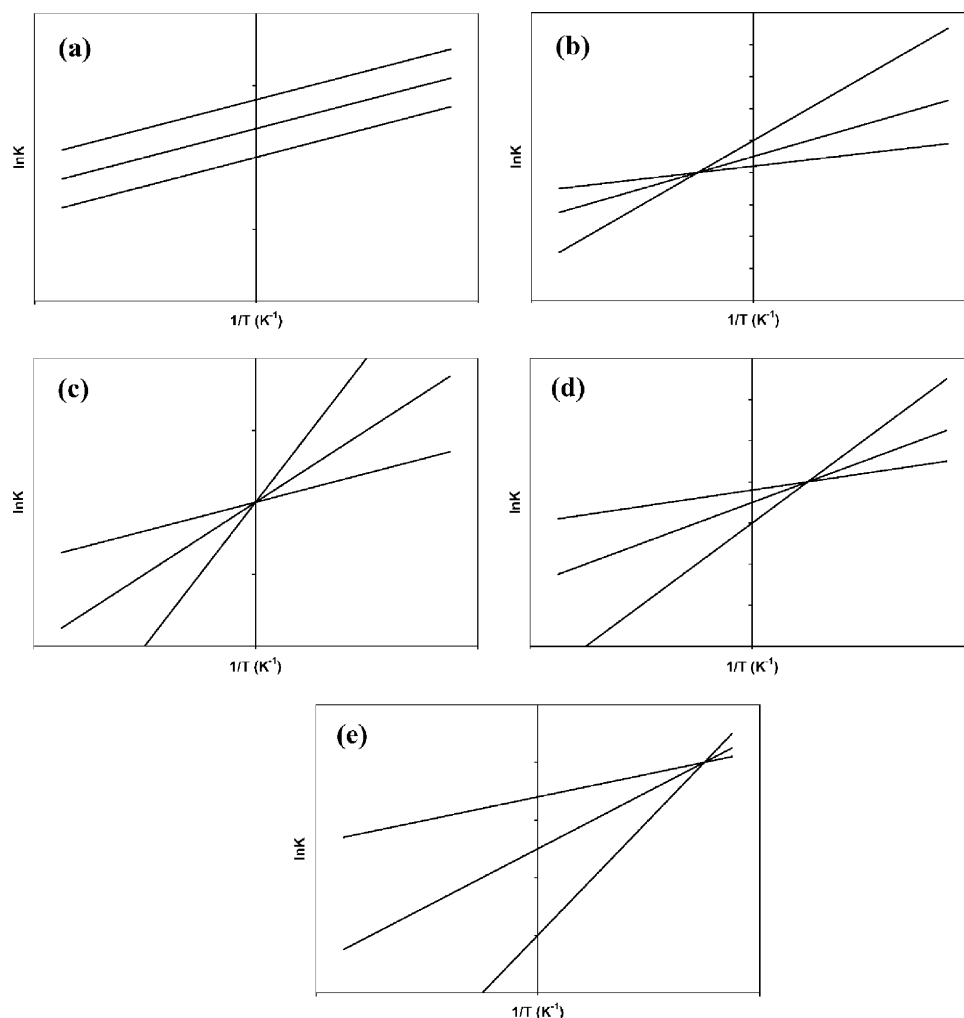 (a)
lnK
1/T (K⁻¹)
(b)
lnK
1/T (K⁻¹)
(c)
lnK
1/T (K⁻¹)
(d)
lnK
1/T (K⁻¹)
(e)
lnK
1/T (K⁻¹)